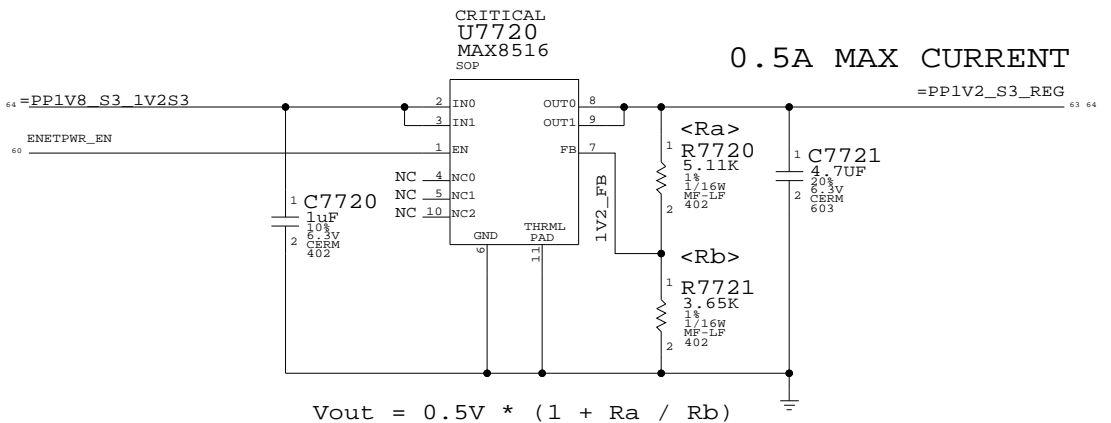 CRITICAL
U7720
MAX8516
SOP
0.5A MAX CURRENT
64 =PP1V8_S3_1V2S3
=PP1V2_S3_REG 63 64
60 ENETPWR_EN
2 IN0
3 IN1
1 EN
NC 4 NC0
NC 5 NC1
NC 10 NC2
OUT0 8
OUT1 9
FB 7
GND
6
THRML
PAD
11
1V2_FB
1 C7720
1uF
10%
6.3V
2 CERM
402
<Ra>
1 R7720
5.11K
1%
1/16W
MF-LF
2 402
1 C7721
4.7UF
20%
6.3V
2 CERM
603
<Rb>
1 R7721
3.65K
1%
1/16W
MF-LF
2 402
Vout = 0.5V * (1 + Ra / Rb)